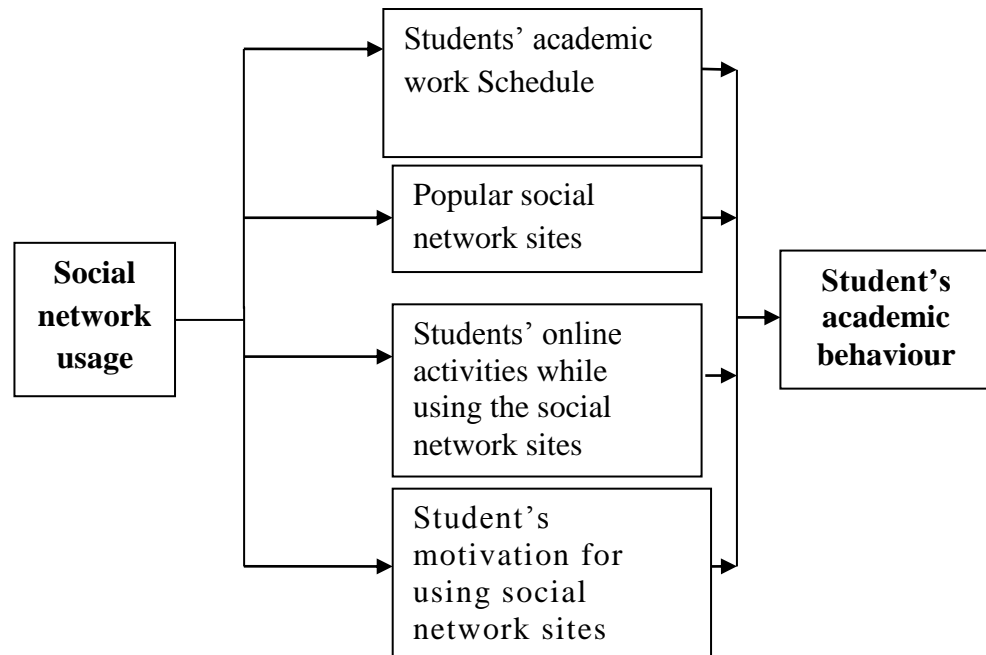 Students’ academic
work Schedule
Popular social
network sites
Social
network
usage
Students’ online
activities while
using the social
network sites
Student’s
motivation for
using social
network sites
Student’s
academic
behaviour